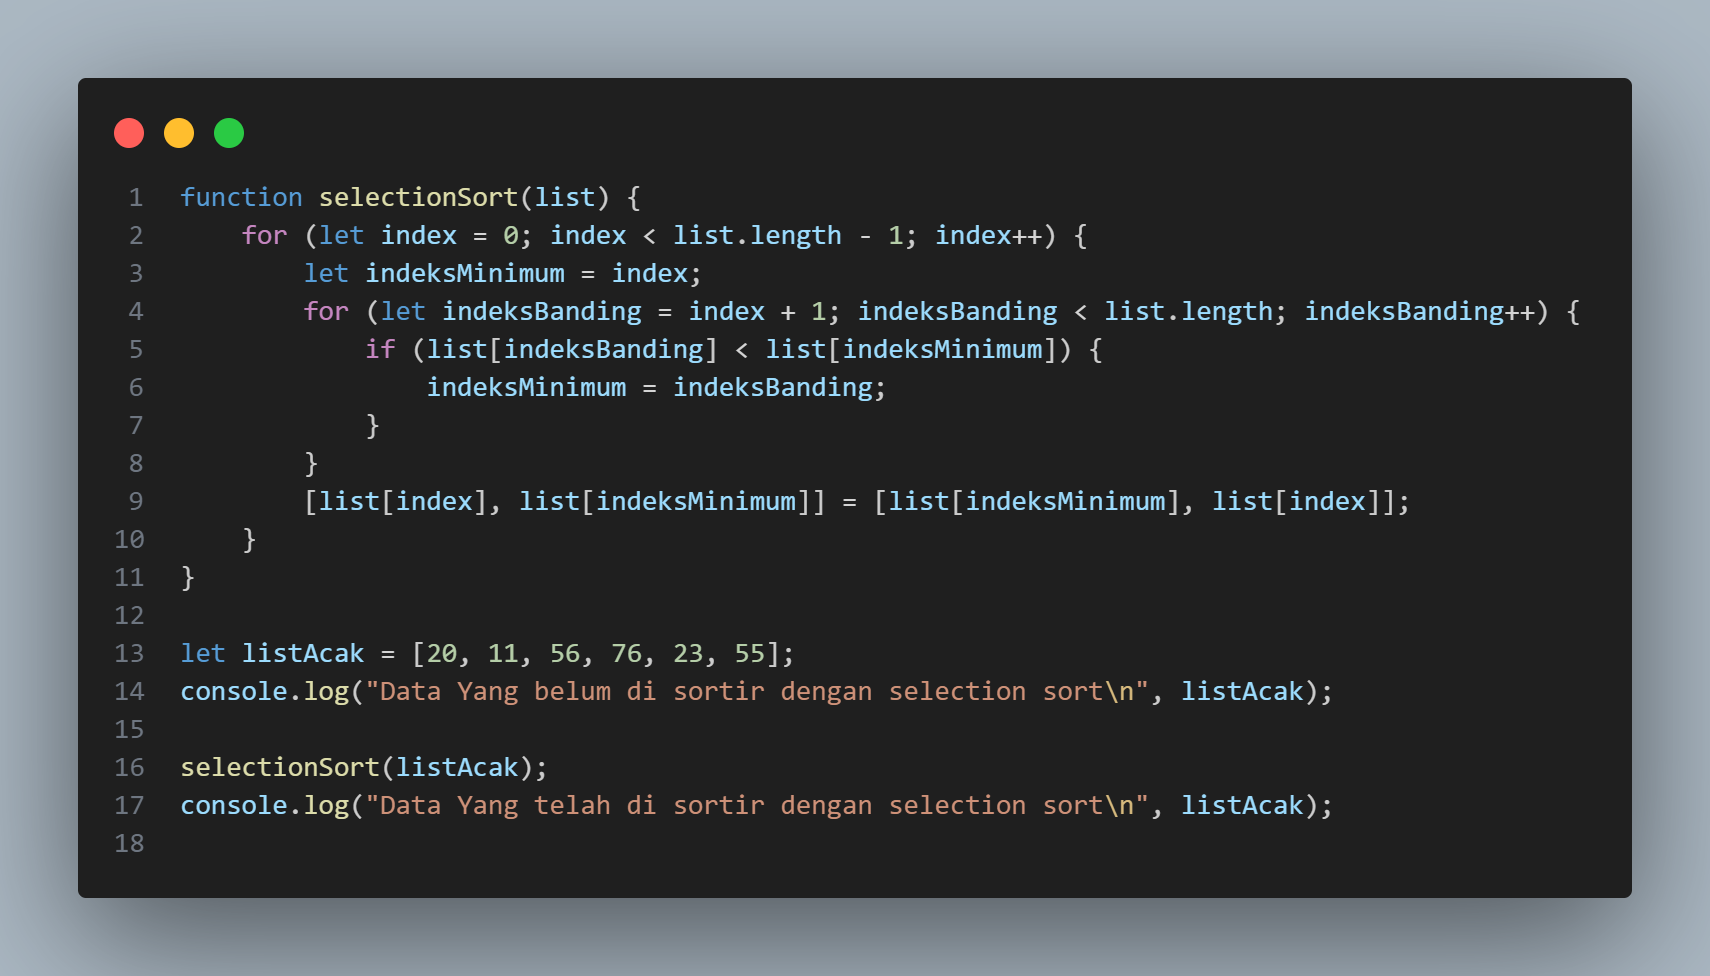 1 function selectionSort(list) {
2     for (let index = 0; index < list.length - 1; index++) {
3         let indeksMinimum = index;
4         for (let indeksBanding = index + 1; indeksBanding < list.length; indeksBanding++) {
5             if (list[indeksBanding] < list[indeksMinimum]) {
6                 indeksMinimum = indeksBanding;
7             }
8         }
9         [list[index], list[indeksMinimum]] = [list[indeksMinimum], list[index]];
10     }
11 }
12
13 let listAcak = [20, 11, 56, 76, 23, 55];
14 console.log("Data Yang belum di sortir dengan selection sort\n", listAcak);
15
16 selectionSort(listAcak);
17 console.log("Data Yang telah di sortir dengan selection sort\n", listAcak);
18